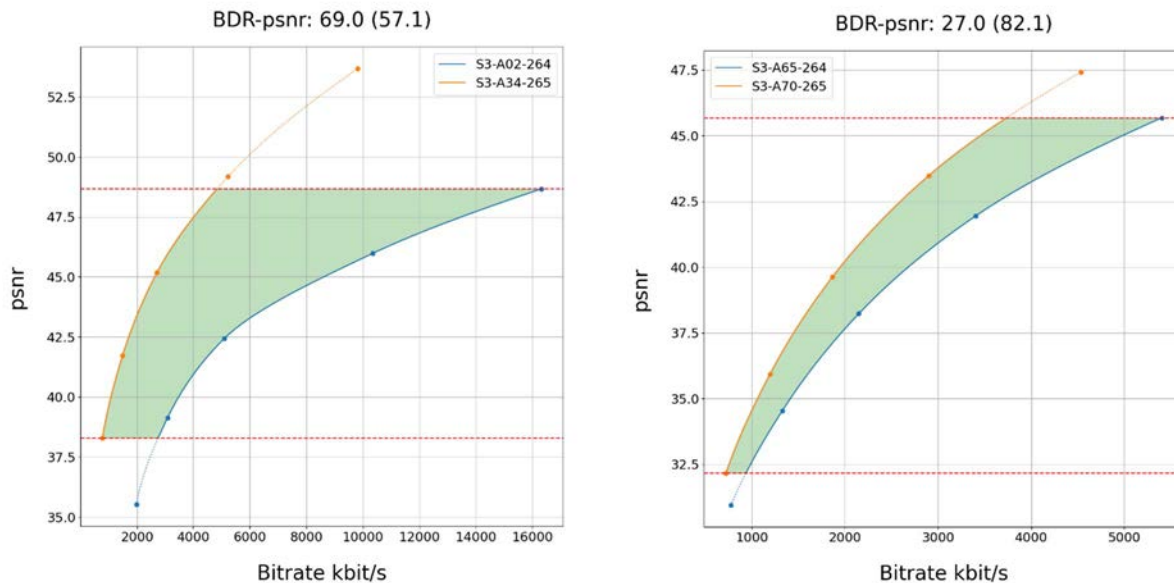 BDR-psnr: 69.0 (57.1)
S3-A02-264
S3-A34-265
52.5
50.0
47.5
45.0
42.5
40.0
37.5
35.0
psnr
2000
4000
6000
8000
10000
12000
14000
16000
Bitrate kbit/s
BDR-psnr: 27.0 (82.1)
S3-A65-264
S3-A70-265
47.5
45.0
42.5
40.0
37.5
35.0
32.5
psnr
1000
2000
3000
4000
5000
Bitrate kbit/s